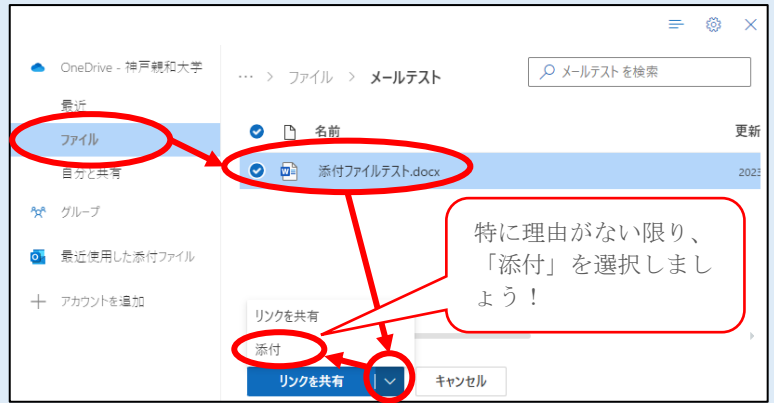 OneDrive - 神戸親和大学
最近
ファイル
自分と共有
グループ
最近使用した添付ファイル
アカウントを追加
… > ファイル > メールテスト
メールテスト を検索
名前
更新
添付ファイルテスト.docx
2023
特に理由がない限り、
「添付」を選択しまし
ょう！
リンクを共有
添付
リンクを共有
キャンセル